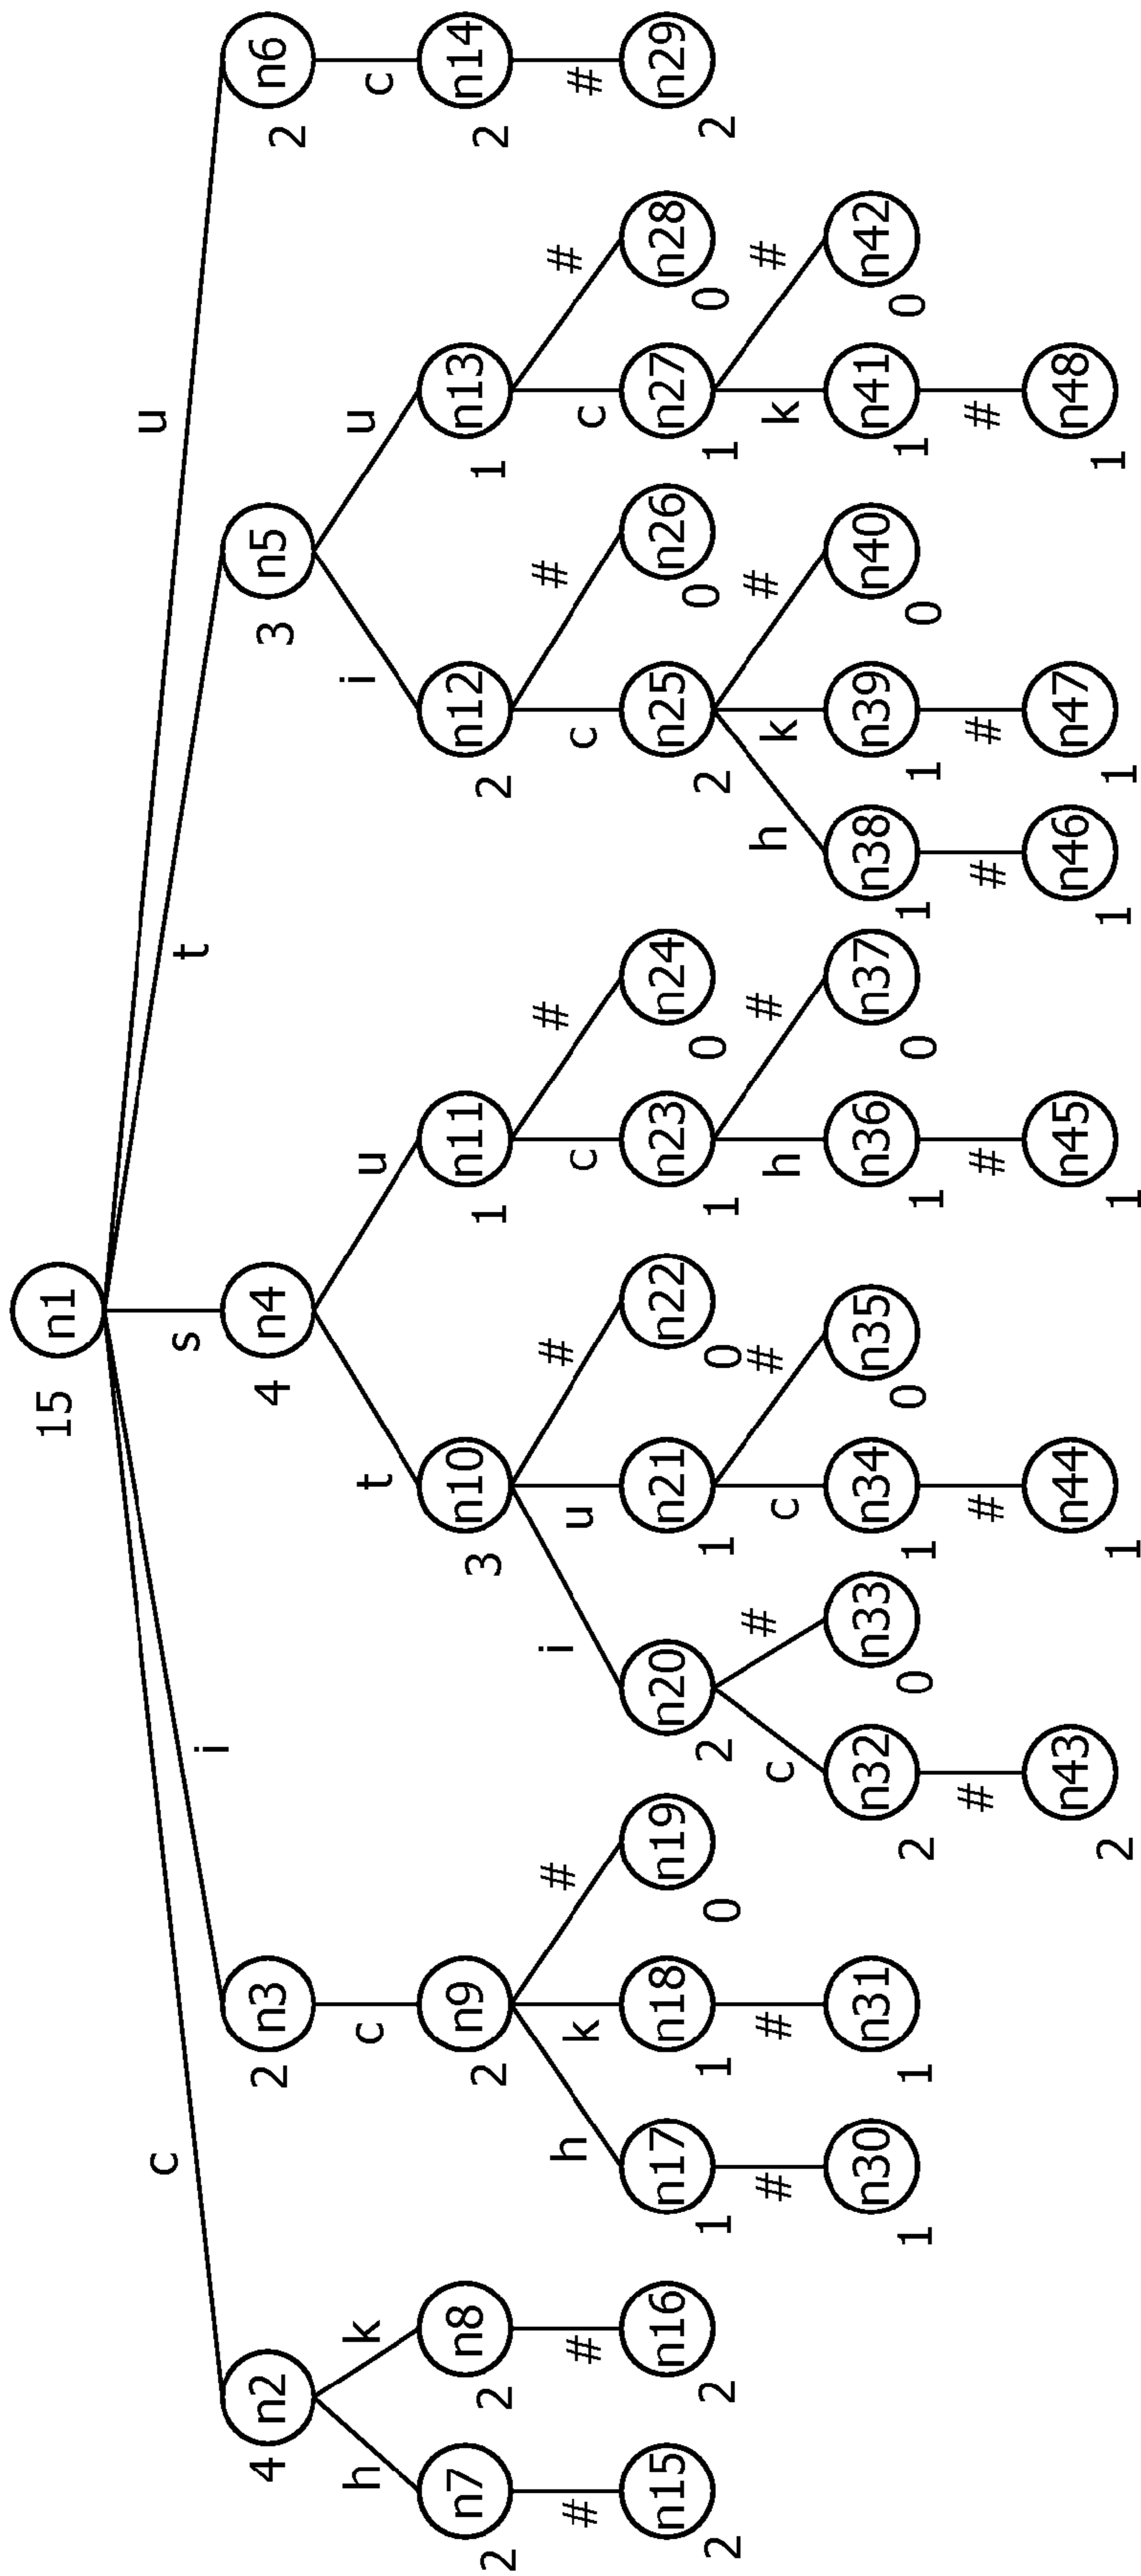 15 n1
c i s t u
4 n2 2 n3 4 n4 3 n5 2 n6
h k c t u i u c
2 n7 2 n8 2 n9 3 n10 1 n11 2 n12 1 n13 2 n14
# # h k # i u # c # c # c # #
2 n15 2 n16 1 n17 1 n18 0 n19 2 n20 1 n21 0 n22 1 n23 0 n24 2 n25 0 n26 1 n27 0 n28 2 n29
# # c # c # h # h k # k #
1 n30 1 n31 2 n32 0 n33 1 n34 0 n35 1 n36 0 n37 1 n38 1 n39 0 n40 1 n41 0 n42
# # # # # #
2 n43 1 n44 1 n45 1 n46 1 n47 1 n48